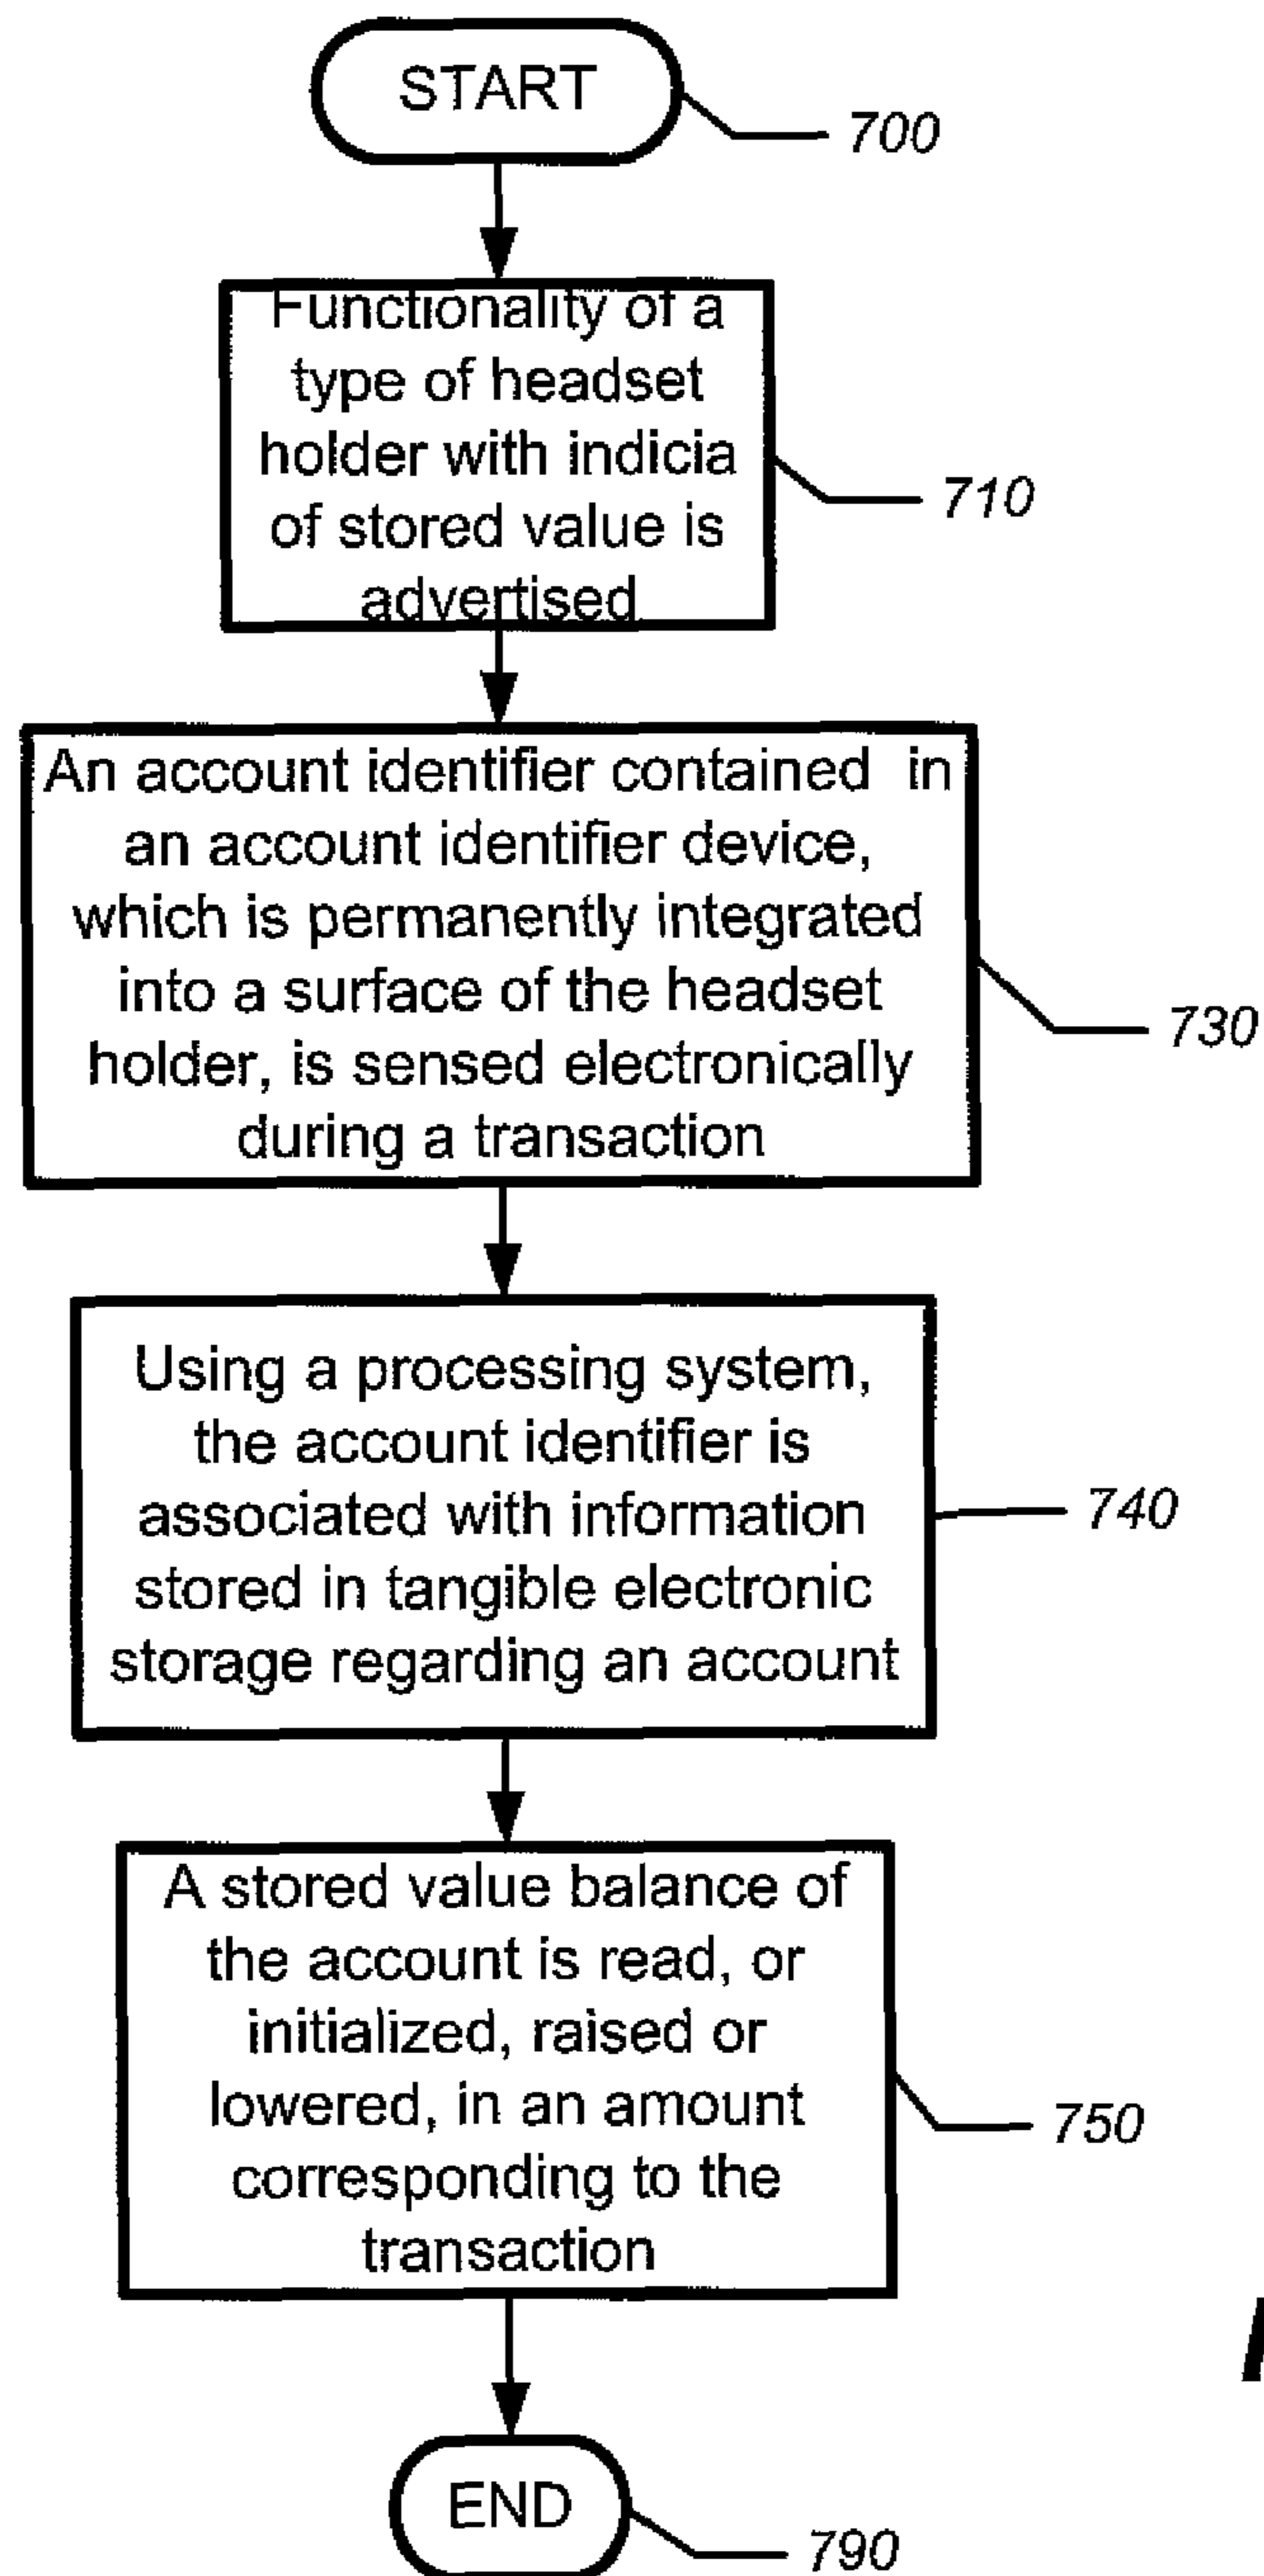 START
700
Functionality of a
type of headset
holder with indicia
of stored value is
advertised
710
An account identifier contained in
an account identifier device,
which is permanently integrated
into a surface of the headset
holder, is sensed electronically
during a transaction
730
Using a processing system,
the account identifier is
associated with information
stored in tangible electronic
storage regarding an account
740
A stored value balance of
the account is read, or
initialized, raised or
lowered, in an amount
corresponding to the
transaction
750
END
790